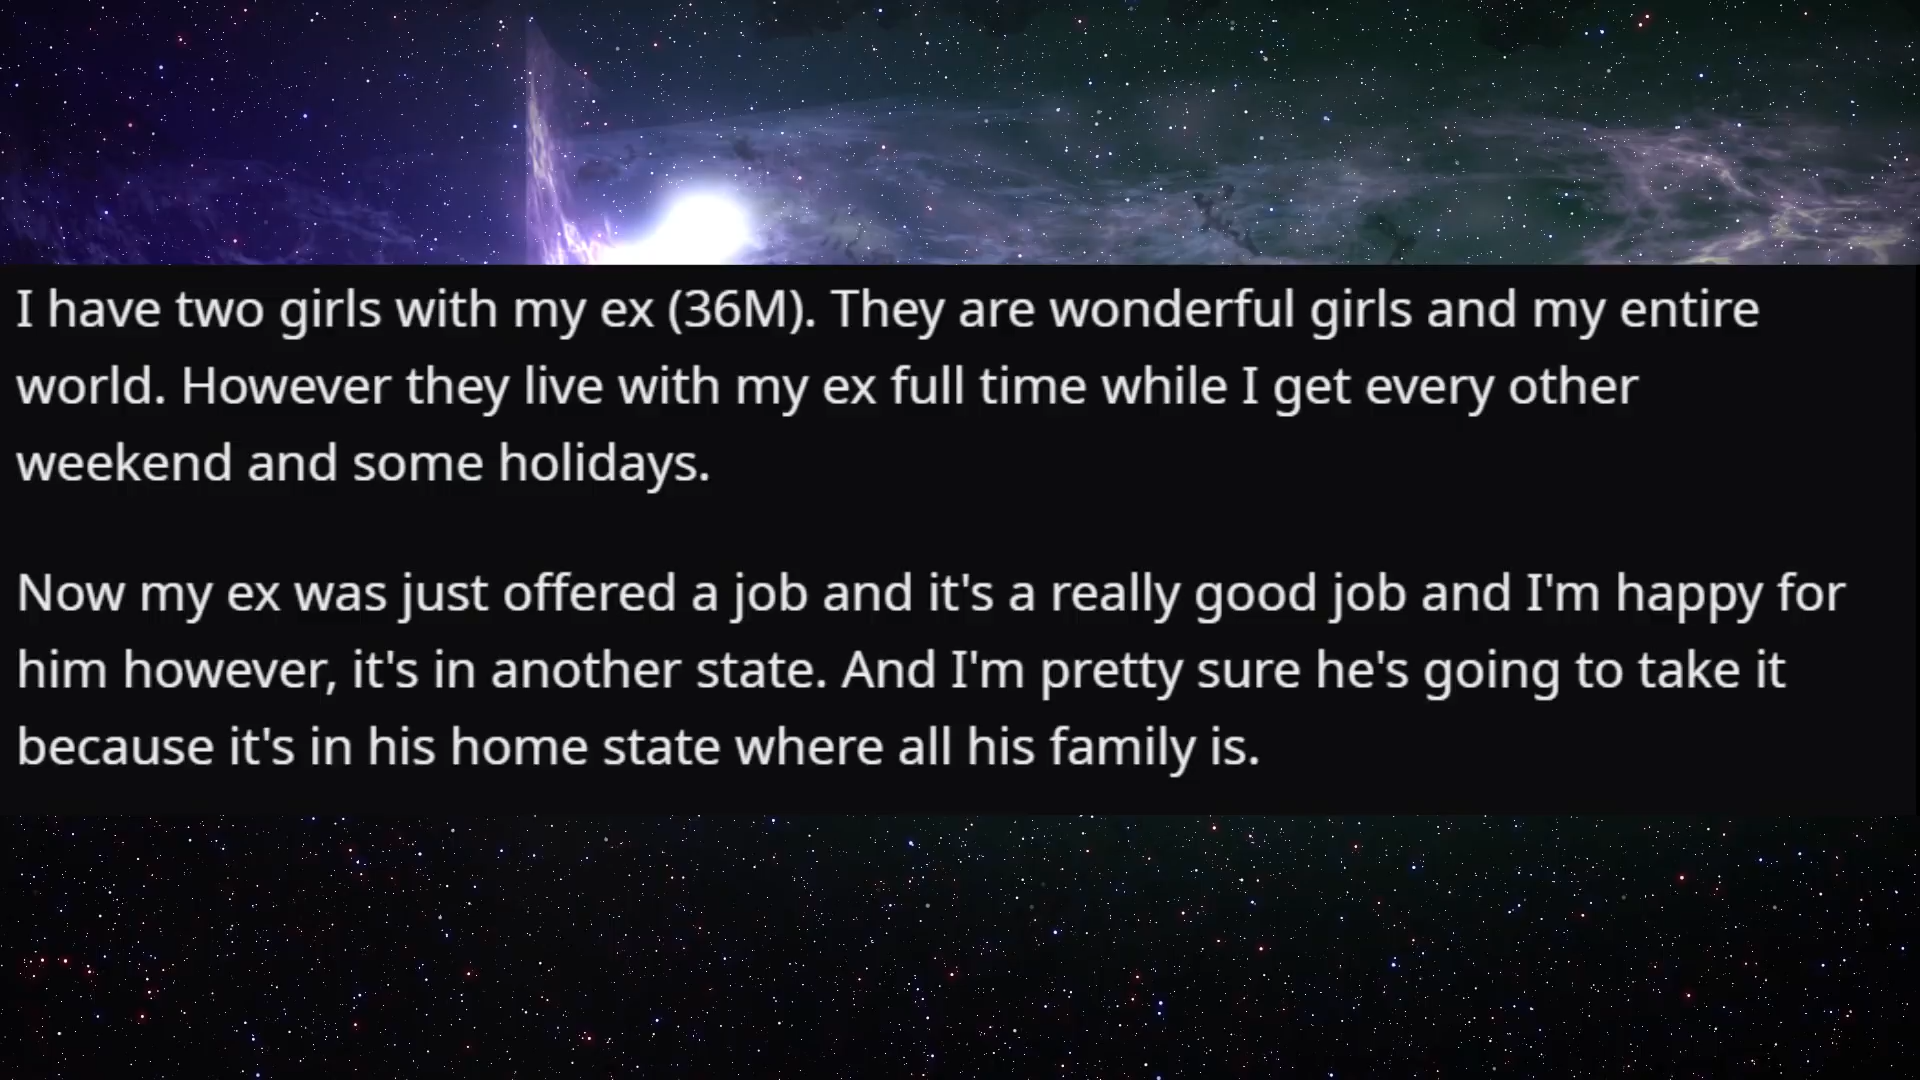 I have two girls with my ex (36M). They are wonderful girls and my entire
world. However they live with my ex full time while I get every other
weekend and some holidays.
Now my ex was just offered a job and it's a really good job and I'm happy for
him however, it's in another state. And I'm pretty sure he's going to take it
because it's in his home state where all his family is.